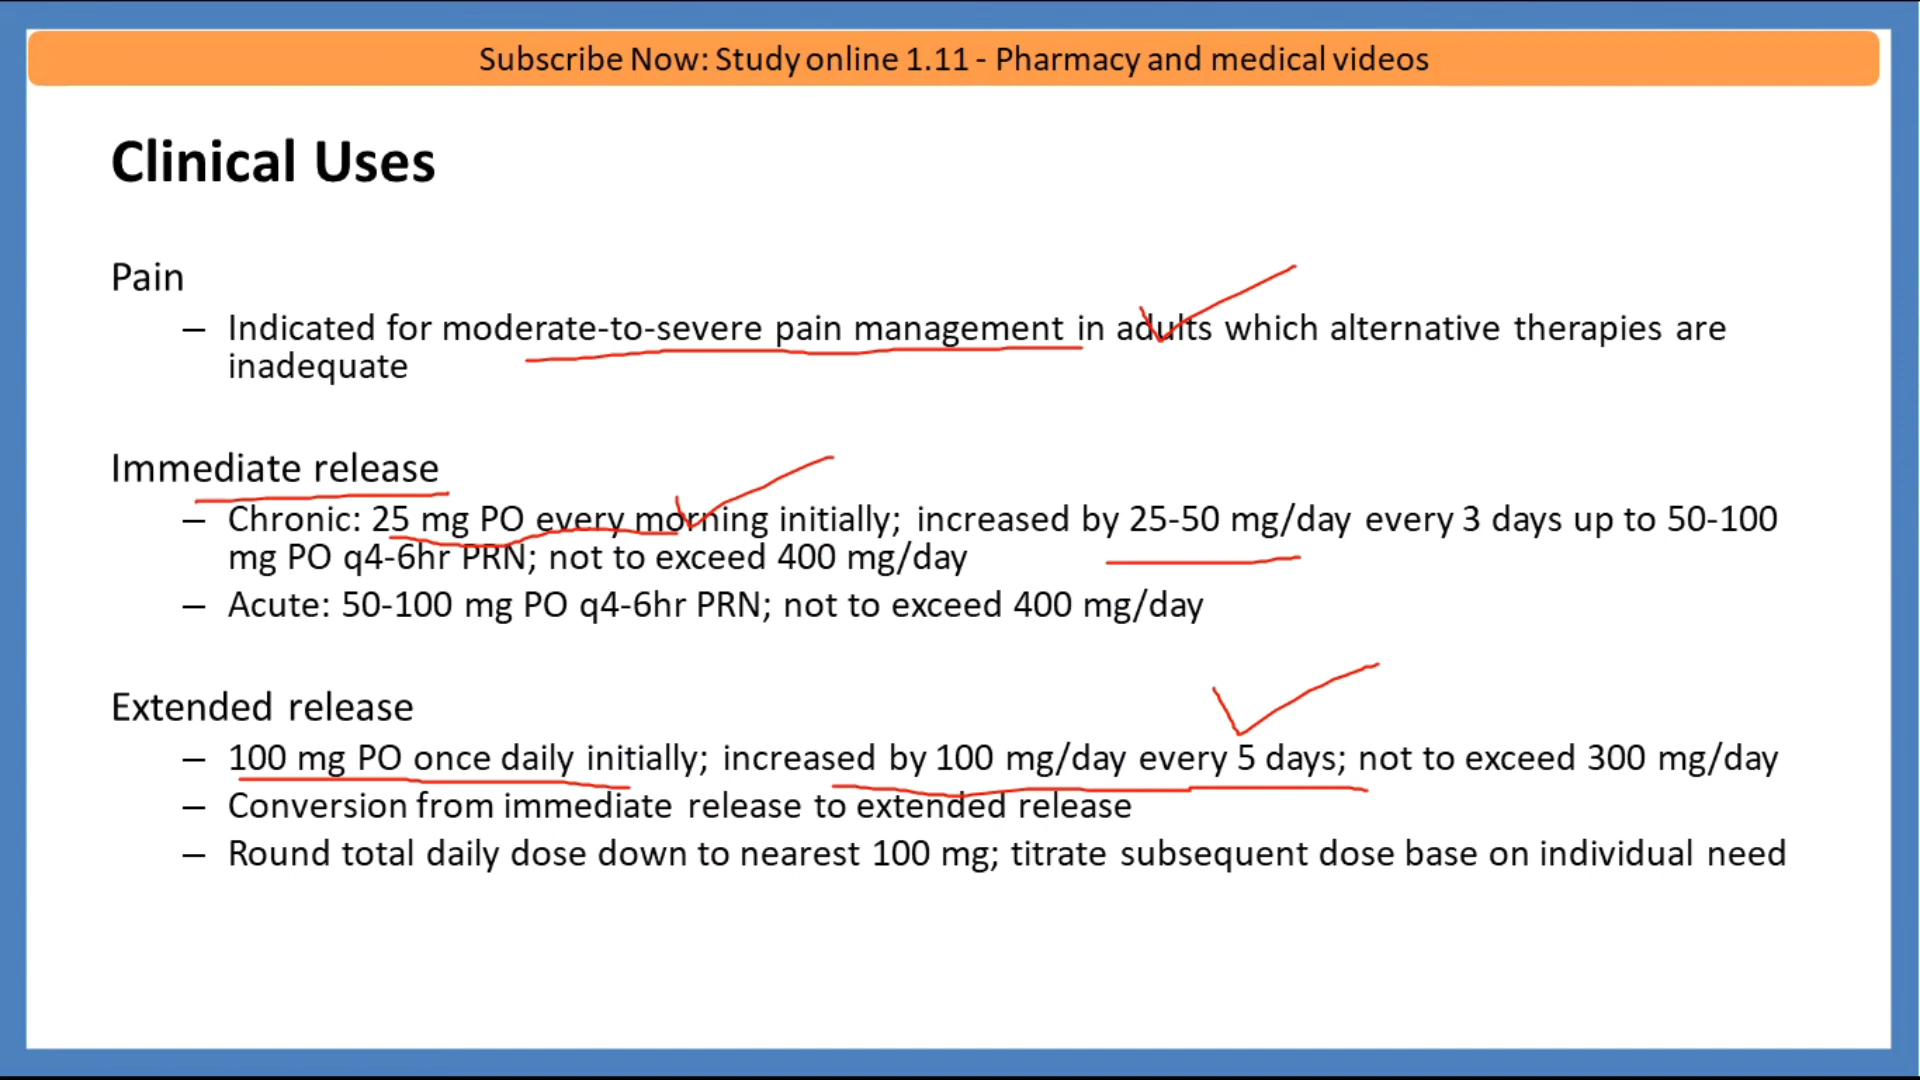 Subscribe Now: Study online 1.11 - Pharmacy and medical videos
Clinical Uses
Pain
– Indicated for moderate-to-severe pain management in adults which alternative therapies are
inadequate
Immediate release
– Chronic: 25 mg PO every morning initially; increased by 25-50 mg/day every 3 days up to 50-100
mg PO q4-6hr PRN; not to exceed 400 mg/day
– Acute: 50-100 mg PO q4-6hr PRN; not to exceed 400 mg/day
Extended release
– 100 mg PO once daily initially; increased by 100 mg/day every 5 days; not to exceed 300 mg/day
– Conversion from immediate release to extended release
– Round total daily dose down to nearest 100 mg; titrate subsequent dose base on individual need